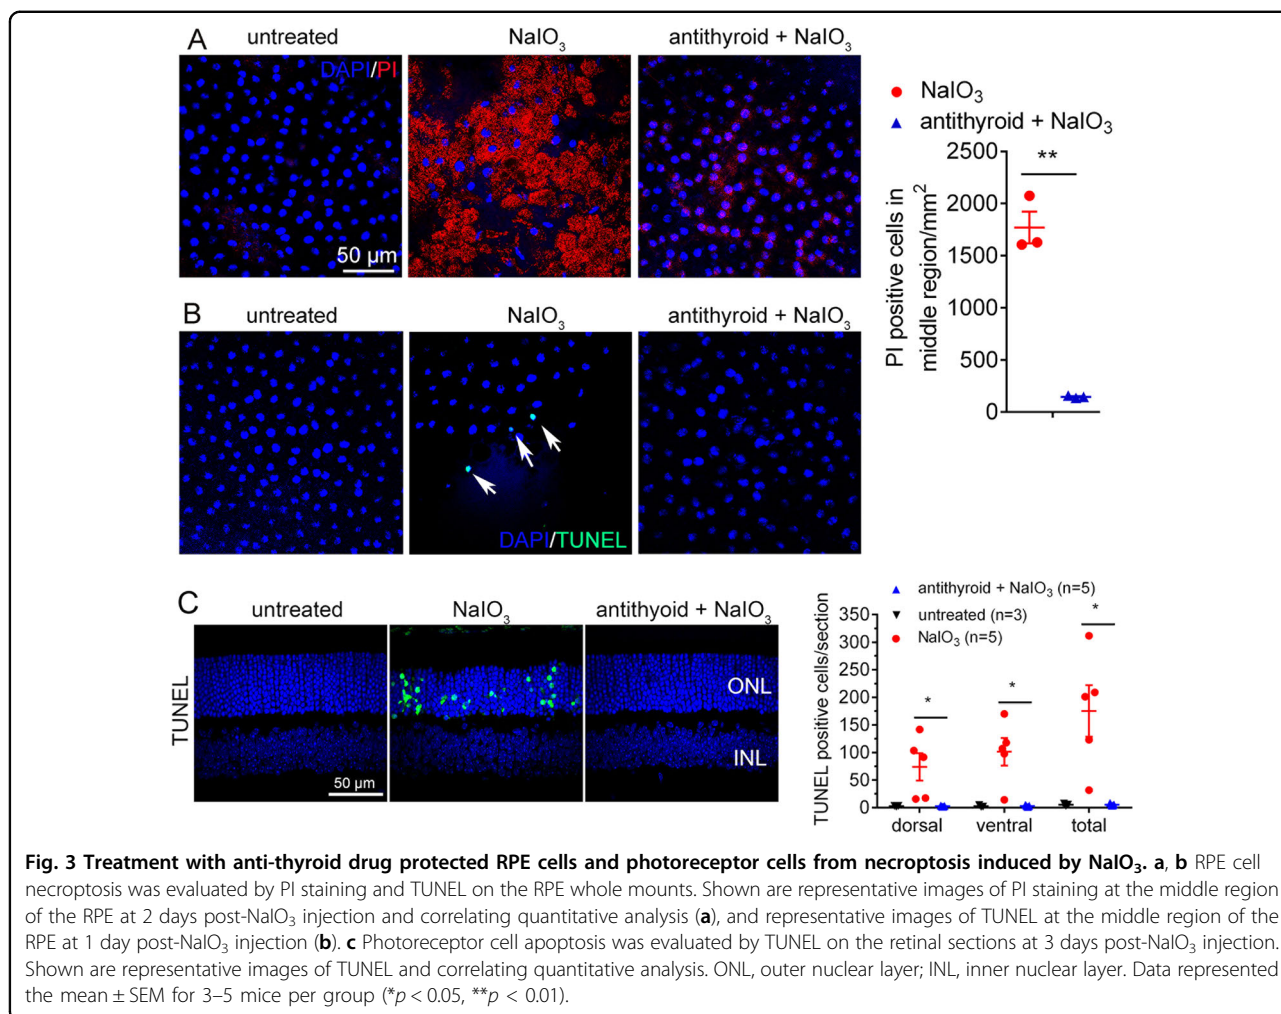 A
untreated
NaIO₃
antithyroid + NaIO₃
DAPI/PI
50 µm
NaIO₃
antithyroid + NaIO₃
PI positive cells in
middle region/mm²
2500
2000
1500
1000
500
0
**
B
untreated
NaIO₃
antithyroid + NaIO₃
DAPI/TUNEL
C
untreated
NaIO₃
antithyoid + NaIO₃
TUNEL
ONL
INL
50 µm
antithyroid + NaIO₃ (n=5)
untreated (n=3)
NaIO₃ (n=5)
TUNEL positive cells/section
350
300
250
200
150
100
50
0
*
*
*
dorsal
ventral
total
Fig. 3 Treatment with anti-thyroid drug protected RPE cells and photoreceptor cells from necroptosis induced by NaIO₃. a, b RPE cell
necroptosis was evaluated by PI staining and TUNEL on the RPE whole mounts. Shown are representative images of PI staining at the middle region
of the RPE at 2 days post-NaIO₃ injection and correlating quantitative analysis (a), and representative images of TUNEL at the middle region of the
RPE at 1 day post-NaIO₃ injection (b). c Photoreceptor cell apoptosis was evaluated by TUNEL on the retinal sections at 3 days post-NaIO₃ injection.
Shown are representative images of TUNEL and correlating quantitative analysis. ONL, outer nuclear layer; INL, inner nuclear layer. Data represented
the mean ± SEM for 3–5 mice per group (*p < 0.05, **p < 0.01).